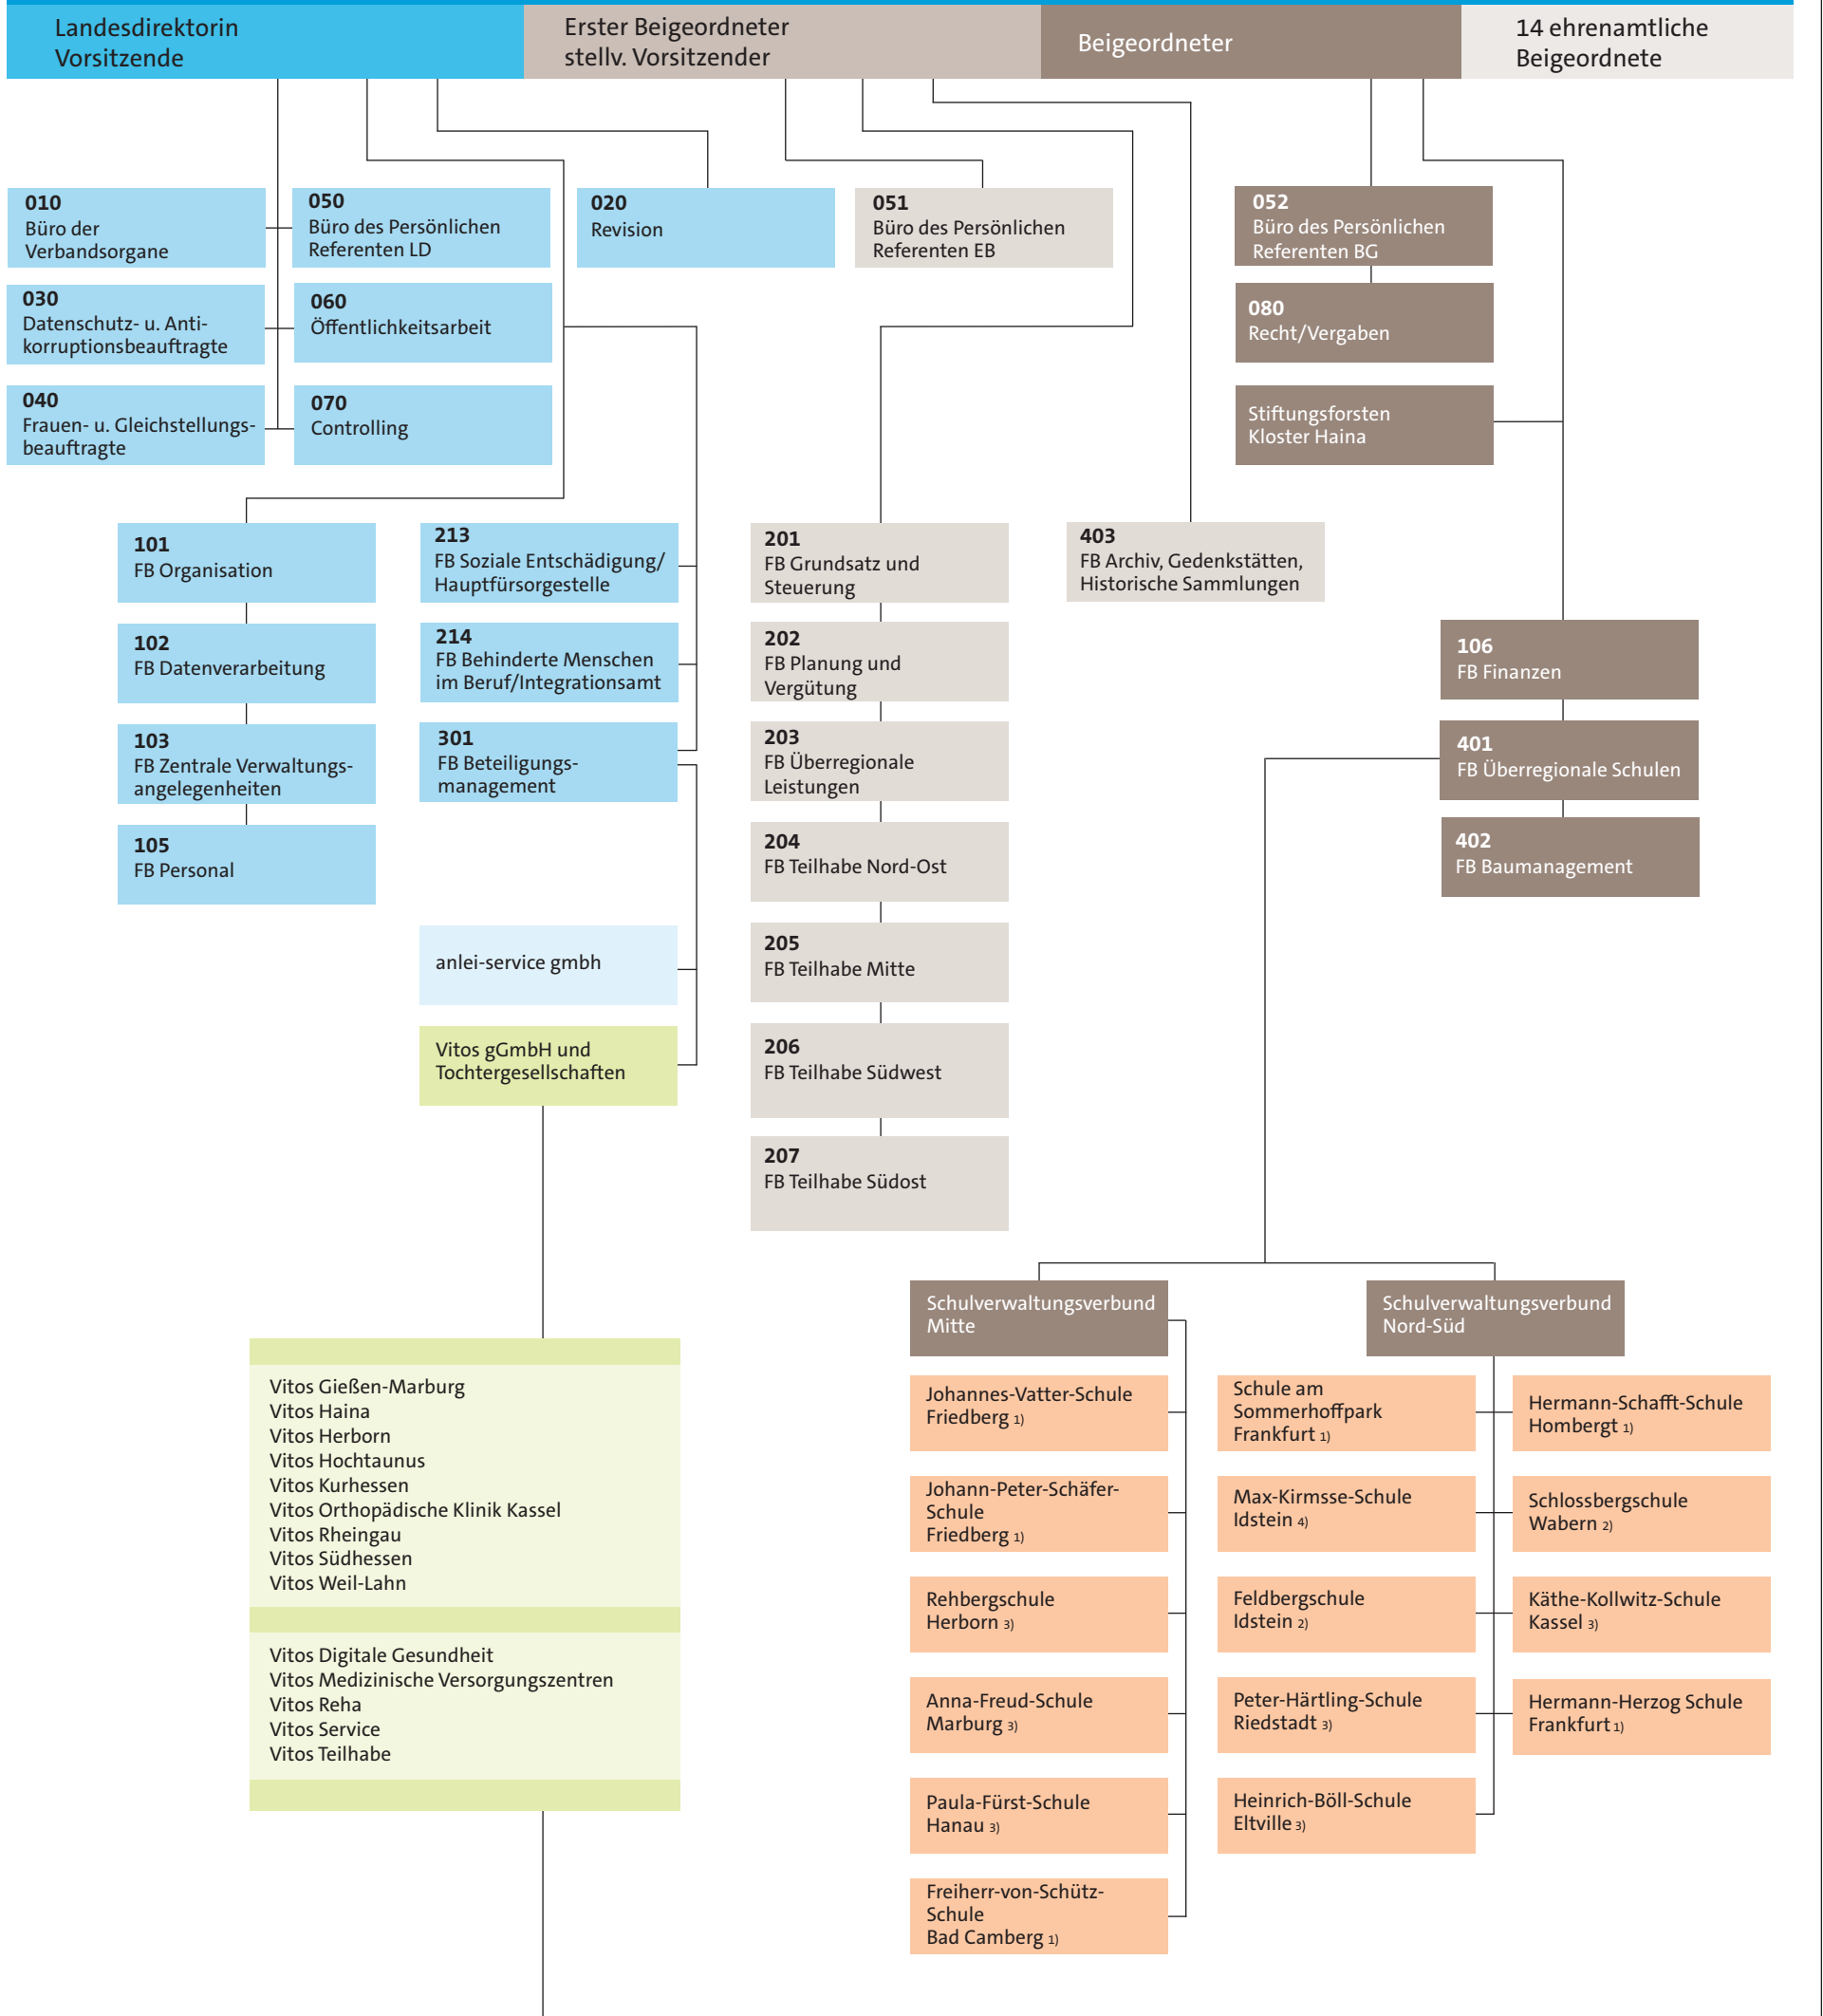 Landesdirektorin
Vorsitzende
Erster Beigeordneter
stellv. Vorsitzender
Beigeordneter
14 ehrenamtliche
Beigeordnete
010
Büro der
Verbandsorgane
050
Büro des Persönlichen
Referenten LD
020
Revision
051
Büro des Persönlichen
Referenten EB
052
Büro des Persönlichen
Referenten BG
030
Datenschutz- u. Anti-
korruptionsbeauftragte
060
Öffentlichkeitsarbeit
080
Recht/Vergaben
040
Frauen- u. Gleichstellungs-
beauftragte
070
Controlling
Stiftungsforsten
Kloster Haina
101
FB Organisation
213
FB Soziale Entschädigung/
Hauptfürsorgestelle
201
FB Grundsatz und
Steuerung
403
FB Archiv, Gedenkstätten,
Historische Sammlungen
102
FB Datenverarbeitung
214
FB Behinderte Menschen
im Beruf/Integrationsamt
202
FB Planung und
Vergütung
106
FB Finanzen
103
FB Zentrale Verwaltungs-
angelegenheiten
301
FB Beteiligungs-
management
203
FB Überregionale
Leistungen
401
FB Überregionale Schulen
105
FB Personal
204
FB Teilhabe Nord-Ost
402
FB Baumanagement
anlei-service gmbh
205
FB Teilhabe Mitte
Vitos gGmbH und
Tochtergesellschaften
206
FB Teilhabe Südwest
207
FB Teilhabe Südost
Vitos Gießen-Marburg
Vitos Haina
Vitos Herborn
Vitos Hochtaunus
Vitos Kurhessen
Vitos Orthopädische Klinik Kassel
Vitos Rheingau
Vitos Südhessen
Vitos Weil-Lahn
Vitos Digitale Gesundheit
Vitos Medizinische Versorgungszentren
Vitos Reha
Vitos Service
Vitos Teilhabe
Schulverwaltungsverbund
Mitte
Johannes-Vatter-Schule
Friedberg 1)
Johann-Peter-Schäfer-
Schule
Friedberg 1)
Rehbergschule
Herborn 3)
Anna-Freud-Schule
Marburg 3)
Paula-Fürst-Schule
Hanau 3)
Freiherr-von-Schütz-
Schule
Bad Camberg 1)
Schulverwaltungsverbund
Nord-Süd
Schule am
Sommerhoffpark
Frankfurt 1)
Hermann-Schafft-Schule
Hombergt 1)
Max-Kirmsse-Schule
Idstein 4)
Schlossbergschule
Wabern 2)
Feldbergschule
Idstein 2)
Käthe-Kollwitz-Schule
Kassel 3)
Peter-Härtling-Schule
Riedstadt 3)
Hermann-Herzog Schule
Frankfurt 1)
Heinrich-Böll-Schule
Eltville 3)